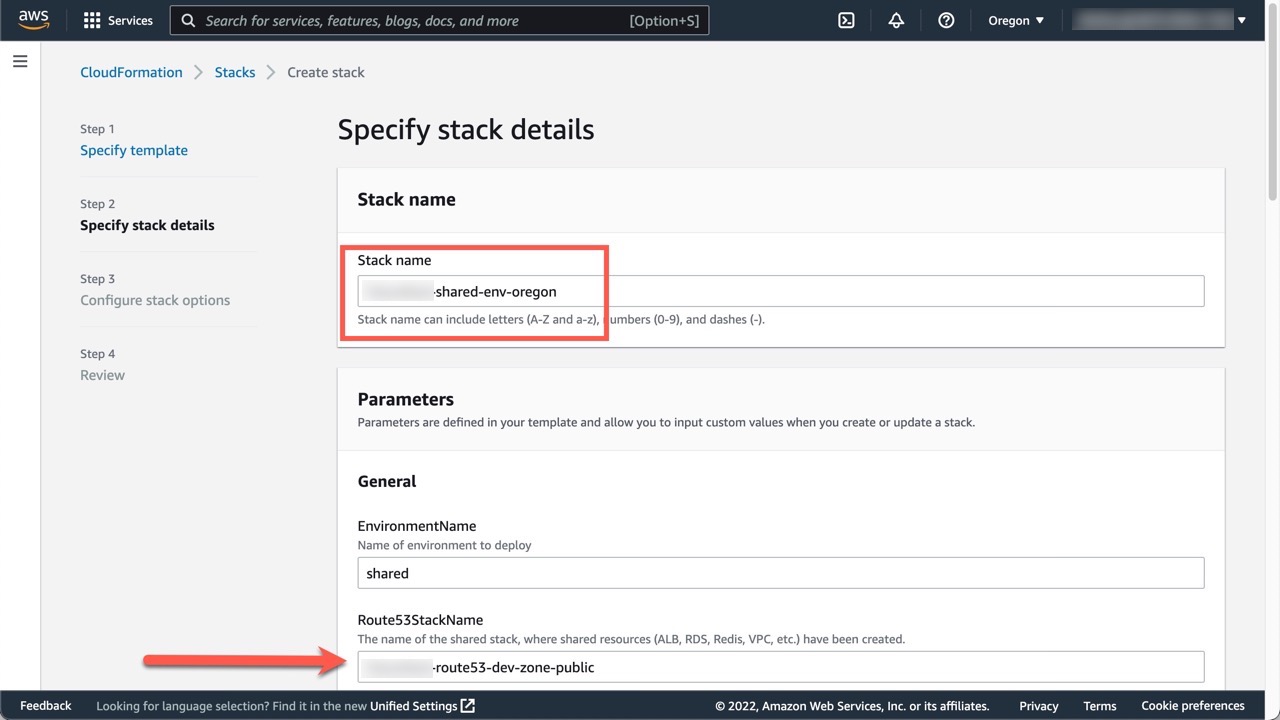 aws
Services
Search for services, features, blogs, docs, and more
[Option+S]
Oregon
CloudFormation
Stacks
Create stack
Step 1
Specify template
Step 2
Specify stack details
Step 3
Configure stack options
Step 4
Review
Specify stack details
Stack name
Stack name
-shared-env-oregon
Stack name can include letters (A-Z and a-z), numbers (0-9), and dashes (-).
Parameters
Parameters are defined in your template and allow you to input custom values when you create or update a stack.
General
EnvironmentName
Name of environment to deploy
shared
Route53StackName
The name of the shared stack, where shared resources (ALB, RDS, Redis, VPC, etc.) have been created.
-route53-dev-zone-public
Feedback
Looking for language selection? Find it in the new Unified Settings
© 2022, Amazon Web Services, Inc. or its affiliates.
Privacy
Terms
Cookie preferences